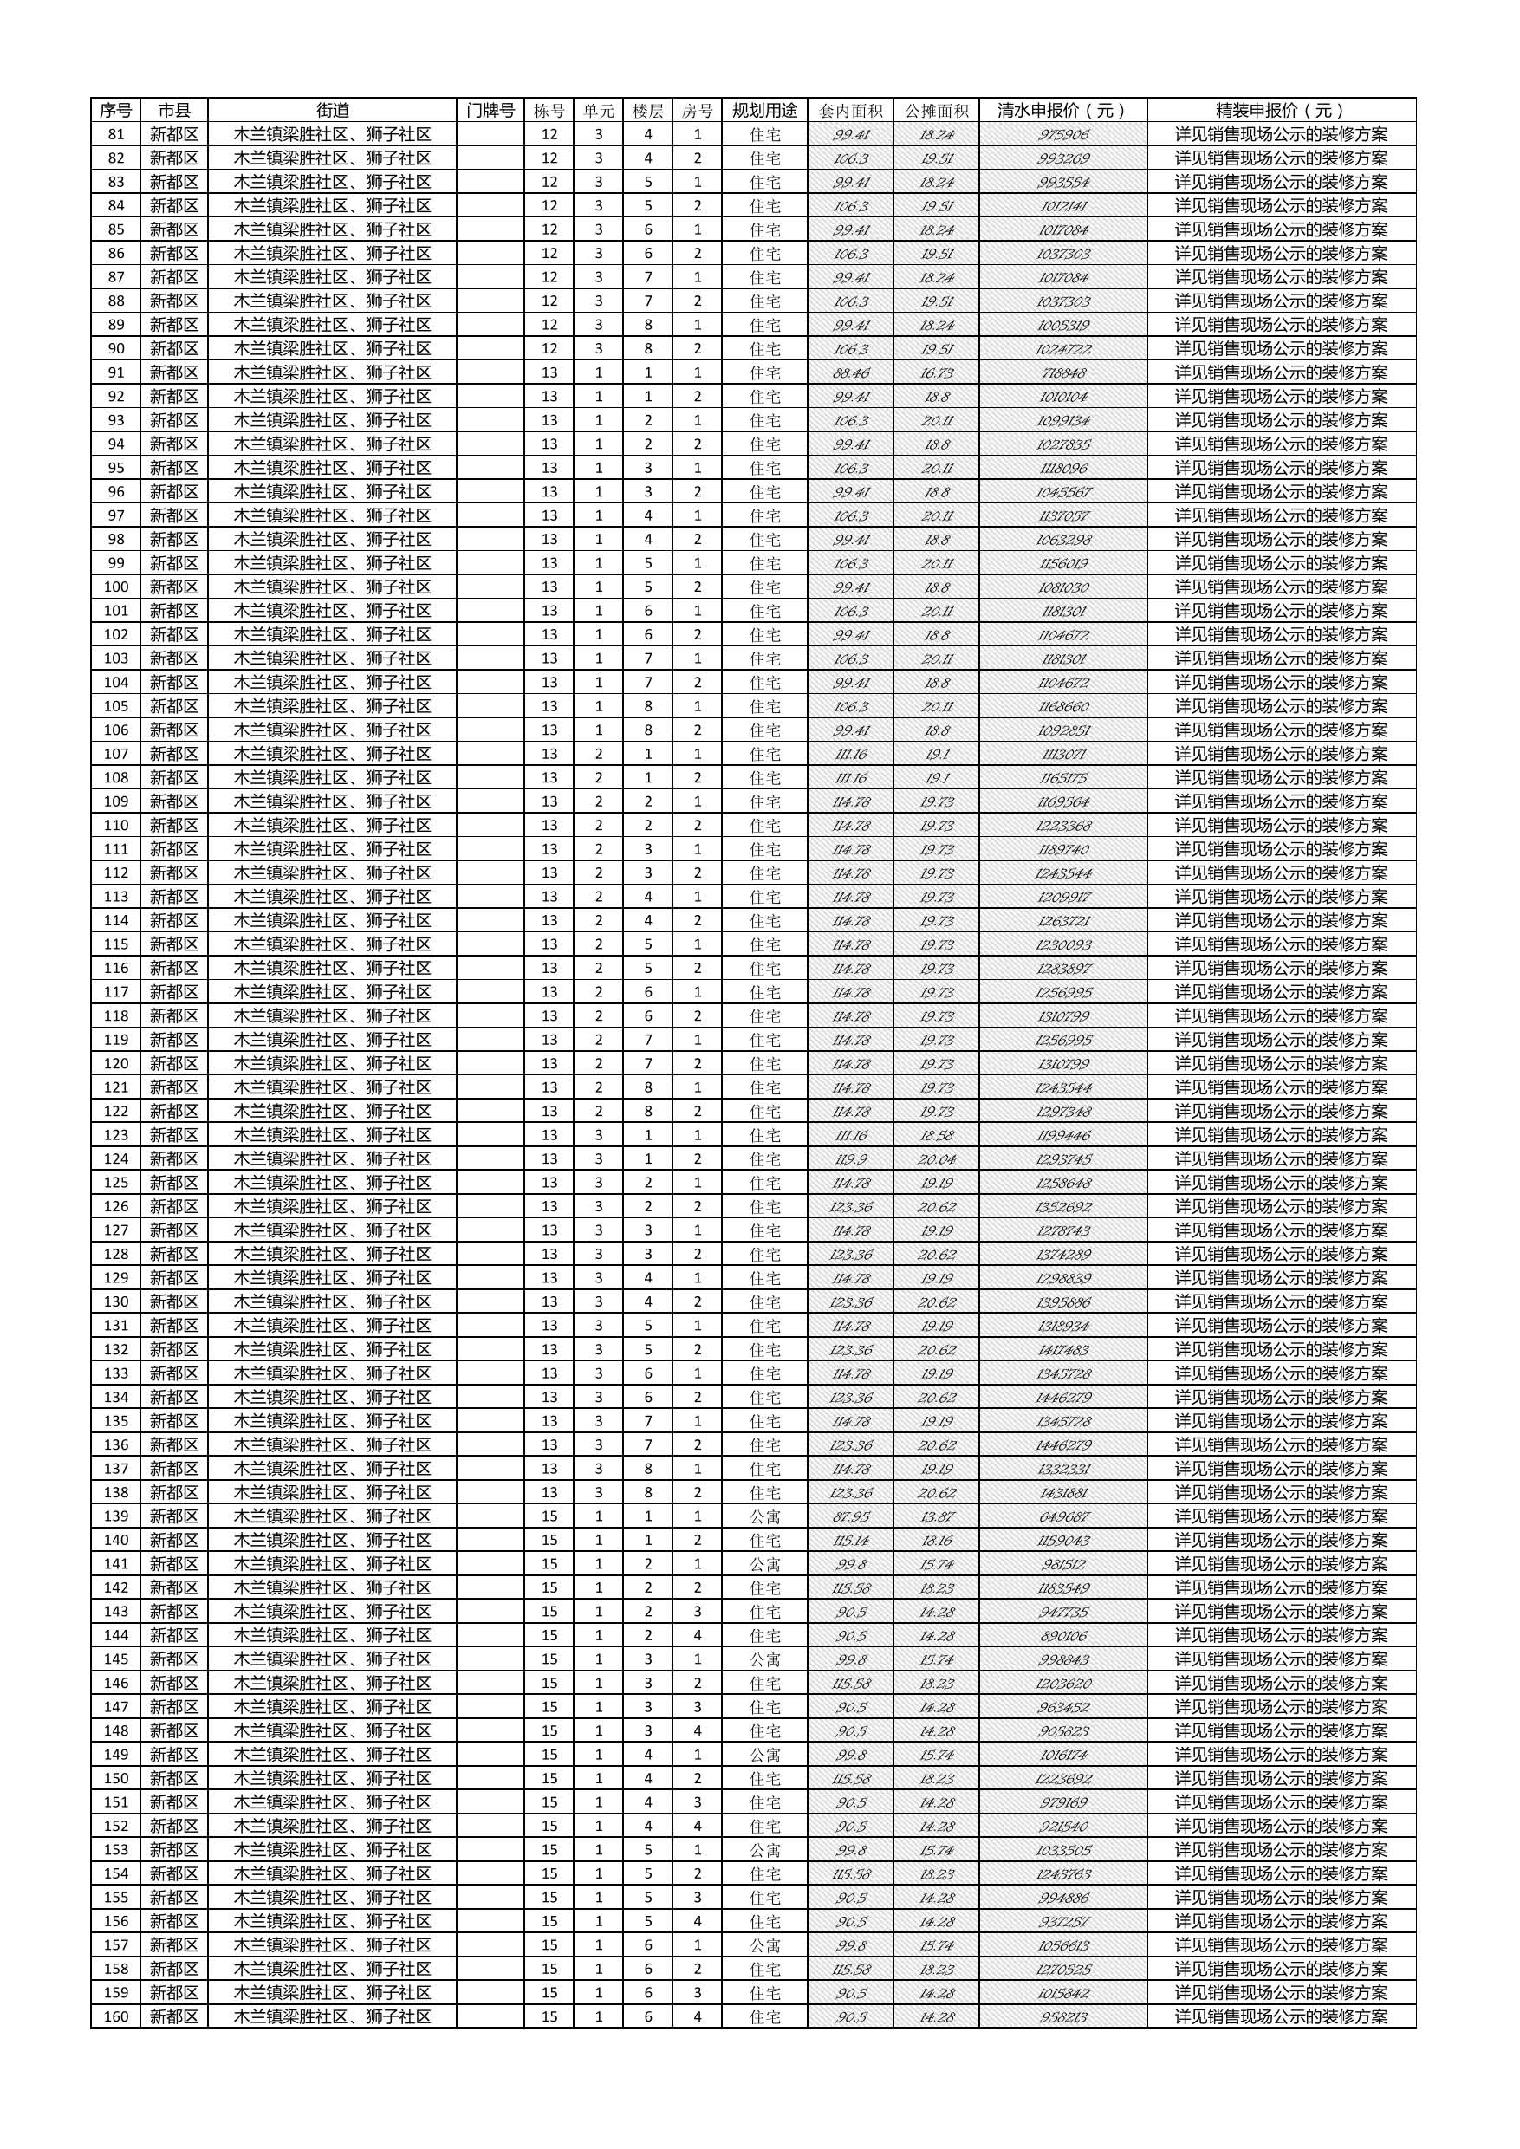 序号 市县 街道 门牌号 栋号 单元 楼层 房号 规划用途 套内面积 公摊面积 清水申报价（元） 精装申报价（元）
81 新都区 木兰镇梁胜社区、狮子社区 12 3 4 1 住宅 99.41 18.24 975906 详见销售现场公示的装修方案
82 新都区 木兰镇梁胜社区、狮子社区 12 3 4 2 住宅 106.3 19.51 993269 详见销售现场公示的装修方案
83 新都区 木兰镇梁胜社区、狮子社区 12 3 5 1 住宅 99.41 18.24 993554 详见销售现场公示的装修方案
84 新都区 木兰镇梁胜社区、狮子社区 12 3 5 2 住宅 106.3 19.51 1012141 详见销售现场公示的装修方案
85 新都区 木兰镇梁胜社区、狮子社区 12 3 6 1 住宅 99.41 18.24 1017084 详见销售现场公示的装修方案
86 新都区 木兰镇梁胜社区、狮子社区 12 3 6 2 住宅 106.3 19.51 1037303 详见销售现场公示的装修方案
87 新都区 木兰镇梁胜社区、狮子社区 12 3 7 1 住宅 99.41 18.24 1017084 详见销售现场公示的装修方案
88 新都区 木兰镇梁胜社区、狮子社区 12 3 7 2 住宅 106.3 19.51 1037303 详见销售现场公示的装修方案
89 新都区 木兰镇梁胜社区、狮子社区 12 3 8 1 住宅 99.41 18.24 1005319 详见销售现场公示的装修方案
90 新都区 木兰镇梁胜社区、狮子社区 12 3 8 2 住宅 106.3 19.51 1024722 详见销售现场公示的装修方案
91 新都区 木兰镇梁胜社区、狮子社区 13 1 1 1 住宅 88.46 16.73 718848 详见销售现场公示的装修方案
92 新都区 木兰镇梁胜社区、狮子社区 13 1 1 2 住宅 99.41 18.8 1010104 详见销售现场公示的装修方案
93 新都区 木兰镇梁胜社区、狮子社区 13 1 2 1 住宅 106.3 20.11 1099134 详见销售现场公示的装修方案
94 新都区 木兰镇梁胜社区、狮子社区 13 1 2 2 住宅 99.41 18.8 1027835 详见销售现场公示的装修方案
95 新都区 木兰镇梁胜社区、狮子社区 13 1 3 1 住宅 106.3 20.11 1118096 详见销售现场公示的装修方案
96 新都区 木兰镇梁胜社区、狮子社区 13 1 3 2 住宅 99.41 18.8 1045567 详见销售现场公示的装修方案
97 新都区 木兰镇梁胜社区、狮子社区 13 1 4 1 住宅 106.3 20.11 1137057 详见销售现场公示的装修方案
98 新都区 木兰镇梁胜社区、狮子社区 13 1 4 2 住宅 99.41 18.8 1063298 详见销售现场公示的装修方案
99 新都区 木兰镇梁胜社区、狮子社区 13 1 5 1 住宅 106.3 20.11 1156019 详见销售现场公示的装修方案
100 新都区 木兰镇梁胜社区、狮子社区 13 1 5 2 住宅 99.41 18.8 1081030 详见销售现场公示的装修方案
101 新都区 木兰镇梁胜社区、狮子社区 13 1 6 1 住宅 106.3 20.11 1181301 详见销售现场公示的装修方案
102 新都区 木兰镇梁胜社区、狮子社区 13 1 6 2 住宅 99.41 18.8 1104672 详见销售现场公示的装修方案
103 新都区 木兰镇梁胜社区、狮子社区 13 1 7 1 住宅 106.3 20.11 1181301 详见销售现场公示的装修方案
104 新都区 木兰镇梁胜社区、狮子社区 13 1 7 2 住宅 99.41 18.8 1104672 详见销售现场公示的装修方案
105 新都区 木兰镇梁胜社区、狮子社区 13 1 8 1 住宅 106.3 20.11 1168660 详见销售现场公示的装修方案
106 新都区 木兰镇梁胜社区、狮子社区 13 1 8 2 住宅 99.41 18.8 1092851 详见销售现场公示的装修方案
107 新都区 木兰镇梁胜社区、狮子社区 13 2 1 1 住宅 111.16 19.1 1113071 详见销售现场公示的装修方案
108 新都区 木兰镇梁胜社区、狮子社区 13 2 1 2 住宅 111.16 19.1 1165175 详见销售现场公示的装修方案
109 新都区 木兰镇梁胜社区、狮子社区 13 2 2 1 住宅 114.78 19.73 1169564 详见销售现场公示的装修方案
110 新都区 木兰镇梁胜社区、狮子社区 13 2 2 2 住宅 114.78 19.73 1223368 详见销售现场公示的装修方案
111 新都区 木兰镇梁胜社区、狮子社区 13 2 3 1 住宅 114.78 19.73 1189740 详见销售现场公示的装修方案
112 新都区 木兰镇梁胜社区、狮子社区 13 2 3 2 住宅 114.78 19.73 1243544 详见销售现场公示的装修方案
113 新都区 木兰镇梁胜社区、狮子社区 13 2 4 1 住宅 114.78 19.73 1209917 详见销售现场公示的装修方案
114 新都区 木兰镇梁胜社区、狮子社区 13 2 4 2 住宅 114.78 19.73 1263721 详见销售现场公示的装修方案
115 新都区 木兰镇梁胜社区、狮子社区 13 2 5 1 住宅 114.78 19.73 1230093 详见销售现场公示的装修方案
116 新都区 木兰镇梁胜社区、狮子社区 13 2 5 2 住宅 114.78 19.73 1283897 详见销售现场公示的装修方案
117 新都区 木兰镇梁胜社区、狮子社区 13 2 6 1 住宅 114.78 19.73 1256995 详见销售现场公示的装修方案
118 新都区 木兰镇梁胜社区、狮子社区 13 2 6 2 住宅 114.78 19.73 1310799 详见销售现场公示的装修方案
119 新都区 木兰镇梁胜社区、狮子社区 13 2 7 1 住宅 114.78 19.73 1256995 详见销售现场公示的装修方案
120 新都区 木兰镇梁胜社区、狮子社区 13 2 7 2 住宅 114.78 19.73 1310799 详见销售现场公示的装修方案
121 新都区 木兰镇梁胜社区、狮子社区 13 2 8 1 住宅 114.78 19.73 1243544 详见销售现场公示的装修方案
122 新都区 木兰镇梁胜社区、狮子社区 13 2 8 2 住宅 114.78 19.73 1297348 详见销售现场公示的装修方案
123 新都区 木兰镇梁胜社区、狮子社区 13 3 1 1 住宅 111.16 18.58 1199446 详见销售现场公示的装修方案
124 新都区 木兰镇梁胜社区、狮子社区 13 3 1 2 住宅 119.9 20.04 1293745 详见销售现场公示的装修方案
125 新都区 木兰镇梁胜社区、狮子社区 13 3 2 1 住宅 114.78 19.19 1258648 详见销售现场公示的装修方案
126 新都区 木兰镇梁胜社区、狮子社区 13 3 2 2 住宅 123.36 20.62 1352692 详见销售现场公示的装修方案
127 新都区 木兰镇梁胜社区、狮子社区 13 3 3 1 住宅 114.78 19.19 1278743 详见销售现场公示的装修方案
128 新都区 木兰镇梁胜社区、狮子社区 13 3 3 2 住宅 123.36 20.62 1374289 详见销售现场公示的装修方案
129 新都区 木兰镇梁胜社区、狮子社区 13 3 4 1 住宅 114.78 19.19 1298839 详见销售现场公示的装修方案
130 新都区 木兰镇梁胜社区、狮子社区 13 3 4 2 住宅 123.36 20.62 1395886 详见销售现场公示的装修方案
131 新都区 木兰镇梁胜社区、狮子社区 13 3 5 1 住宅 114.78 19.19 1318934 详见销售现场公示的装修方案
132 新都区 木兰镇梁胜社区、狮子社区 13 3 5 2 住宅 123.36 20.62 1417483 详见销售现场公示的装修方案
133 新都区 木兰镇梁胜社区、狮子社区 13 3 6 1 住宅 114.78 19.19 1345728 详见销售现场公示的装修方案
134 新都区 木兰镇梁胜社区、狮子社区 13 3 6 2 住宅 123.36 20.62 1446279 详见销售现场公示的装修方案
135 新都区 木兰镇梁胜社区、狮子社区 13 3 7 1 住宅 114.78 19.19 1345728 详见销售现场公示的装修方案
136 新都区 木兰镇梁胜社区、狮子社区 13 3 7 2 住宅 123.36 20.62 1446279 详见销售现场公示的装修方案
137 新都区 木兰镇梁胜社区、狮子社区 13 3 8 1 住宅 114.78 19.19 1332331 详见销售现场公示的装修方案
138 新都区 木兰镇梁胜社区、狮子社区 13 3 8 2 住宅 123.36 20.62 1431881 详见销售现场公示的装修方案
139 新都区 木兰镇梁胜社区、狮子社区 15 1 1 1 公寓 87.95 13.87 649687 详见销售现场公示的装修方案
140 新都区 木兰镇梁胜社区、狮子社区 15 1 1 2 住宅 115.14 18.16 1159043 详见销售现场公示的装修方案
141 新都区 木兰镇梁胜社区、狮子社区 15 1 2 1 公寓 99.8 15.74 981512 详见销售现场公示的装修方案
142 新都区 木兰镇梁胜社区、狮子社区 15 1 2 2 住宅 115.58 18.23 1183549 详见销售现场公示的装修方案
143 新都区 木兰镇梁胜社区、狮子社区 15 1 2 3 住宅 90.5 14.28 947735 详见销售现场公示的装修方案
144 新都区 木兰镇梁胜社区、狮子社区 15 1 2 4 住宅 90.5 14.28 890106 详见销售现场公示的装修方案
145 新都区 木兰镇梁胜社区、狮子社区 15 1 3 1 公寓 99.8 15.74 998843 详见销售现场公示的装修方案
146 新都区 木兰镇梁胜社区、狮子社区 15 1 3 2 住宅 115.58 18.23 1203620 详见销售现场公示的装修方案
147 新都区 木兰镇梁胜社区、狮子社区 15 1 3 3 住宅 90.5 14.28 963452 详见销售现场公示的装修方案
148 新都区 木兰镇梁胜社区、狮子社区 15 1 3 4 住宅 90.5 14.28 905823 详见销售现场公示的装修方案
149 新都区 木兰镇梁胜社区、狮子社区 15 1 4 1 公寓 99.8 15.74 1016174 详见销售现场公示的装修方案
150 新都区 木兰镇梁胜社区、狮子社区 15 1 4 2 住宅 115.58 18.23 1223692 详见销售现场公示的装修方案
151 新都区 木兰镇梁胜社区、狮子社区 15 1 4 3 住宅 90.5 14.28 979169 详见销售现场公示的装修方案
152 新都区 木兰镇梁胜社区、狮子社区 15 1 4 4 住宅 90.5 14.28 921540 详见销售现场公示的装修方案
153 新都区 木兰镇梁胜社区、狮子社区 15 1 5 1 公寓 99.8 15.74 1033505 详见销售现场公示的装修方案
154 新都区 木兰镇梁胜社区、狮子社区 15 1 5 2 住宅 115.58 18.23 1243763 详见销售现场公示的装修方案
155 新都区 木兰镇梁胜社区、狮子社区 15 1 5 3 住宅 90.5 14.28 994886 详见销售现场公示的装修方案
156 新都区 木兰镇梁胜社区、狮子社区 15 1 5 4 住宅 90.5 14.28 937257 详见销售现场公示的装修方案
157 新都区 木兰镇梁胜社区、狮子社区 15 1 6 1 公寓 99.8 15.74 1056613 详见销售现场公示的装修方案
158 新都区 木兰镇梁胜社区、狮子社区 15 1 6 2 住宅 115.58 18.23 1270525 详见销售现场公示的装修方案
159 新都区 木兰镇梁胜社区、狮子社区 15 1 6 3 住宅 90.5 14.28 1015842 详见销售现场公示的装修方案
160 新都区 木兰镇梁胜社区、狮子社区 15 1 6 4 住宅 90.5 14.28 958213 详见销售现场公示的装修方案